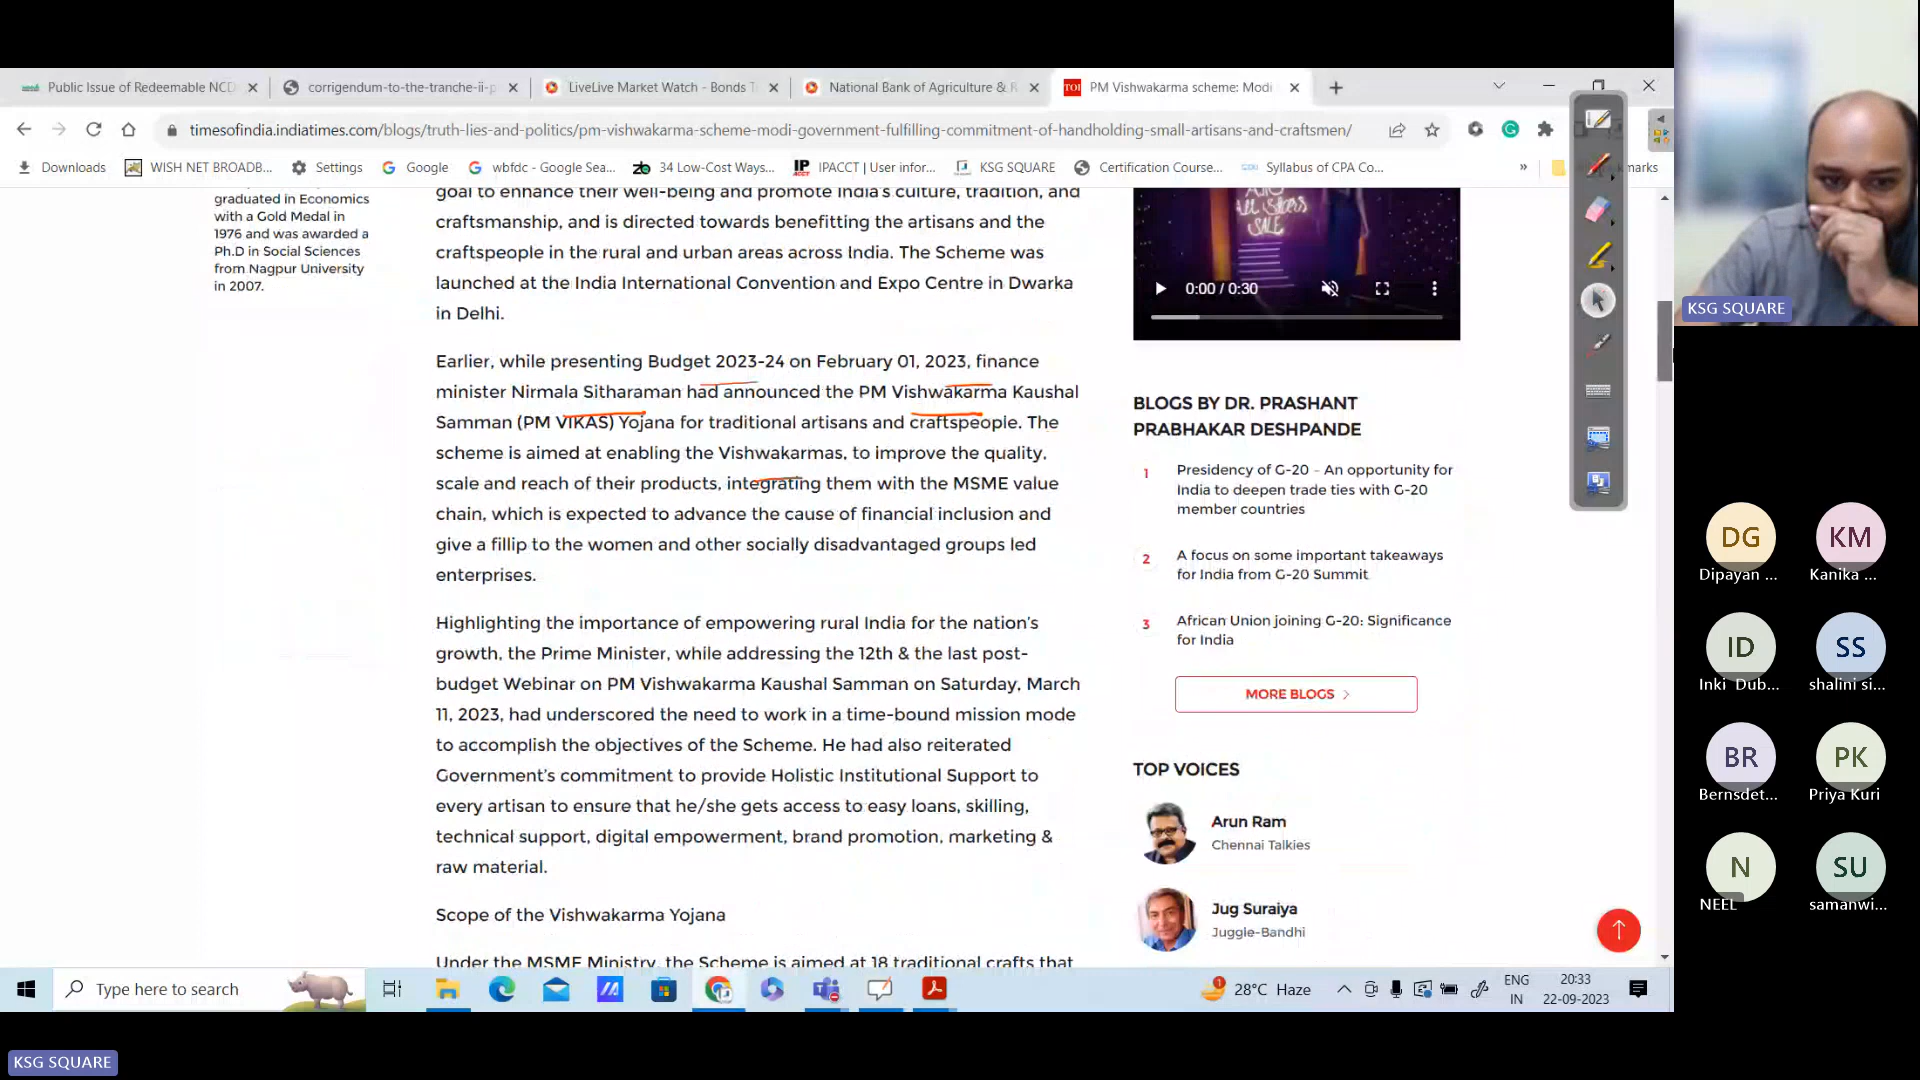 Public Issue of Redeemable NCD
corrigendum-to-the-tranche-ii-p
LiveLive Market Watch - Bonds T
National Bank of Agriculture & R
TOI
PM Vishwakarma scheme: Modi
timesofindia.indiatimes.com/blogs/truth-lies-and-politics/pm-vishwakarma-scheme-modi-government-fulfilling-commitment-of-handholding-small-artisans-and-craftsmen/
Downloads
WISH NET BROADB...
Settings
Google
wbfdc - Google Sea...
34 Low-Cost Ways...
IPACCT | User infor...
KSG SQUARE
Certification Course...
Syllabus of CPA Co...
»
marks
graduated in Economics
with a Gold Medal in
1976 and was awarded a
Ph.D in Social Sciences
from Nagpur University
in 2007.
goal to enhance their well-being and promote India's culture, tradition, and
craftsmanship, and is directed towards benefitting the artisans and the
craftspeople in the rural and urban areas across India. The Scheme was
launched at the India International Convention and Expo Centre in Dwarka
in Delhi.
Earlier, while presenting Budget 2023-24 on February 01, 2023, finance
minister Nirmala Sitharaman had announced the PM Vishwakarma Kaushal
Samman (PM VIKAS) Yojana for traditional artisans and craftspeople. The
scheme is aimed at enabling the Vishwakarmas, to improve the quality,
scale and reach of their products, integrating them with the MSME value
chain, which is expected to advance the cause of financial inclusion and
give a fillip to the women and other socially disadvantaged groups led
enterprises.
Highlighting the importance of empowering rural India for the nation's
growth, the Prime Minister, while addressing the 12th & the last post-
budget Webinar on PM Vishwakarma Kaushal Samman on Saturday, March
11, 2023, had underscored the need to work in a time-bound mission mode
to accomplish the objectives of the Scheme. He had also reiterated
Government's commitment to provide Holistic Institutional Support to
every artisan to ensure that he/she gets access to easy loans, skilling,
technical support, digital empowerment, brand promotion, marketing &
raw material.
Scope of the Vishwakarma Yojana
Under the MSME Ministry, the Scheme is aimed at 18 traditional crafts that
SALE
0:00 / 0:30
BLOGS BY DR. PRASHANT
PRABHAKAR DESHPANDE
1
Presidency of G-20 – An opportunity for
India to deepen trade ties with G-20
member countries
2
A focus on some important takeaways
for India from G-20 Summit
3
African Union joining G-20: Significance
for India
MORE BLOGS
TOP VOICES
Arun Ram
Chennai Talkies
Jug Suraiya
Juggle-Bandhi
KSG SQUARE
DG
Dipayan ...
KM
Kanika ...
ID
Inki Dub...
SS
shalini si...
BR
Bernsdet...
PK
Priya Kuri
N
NEEL
SU
samanwi...
Type here to search
1
28°C Haze
ENG
IN
20:33
22-09-2023
KSG SQUARE